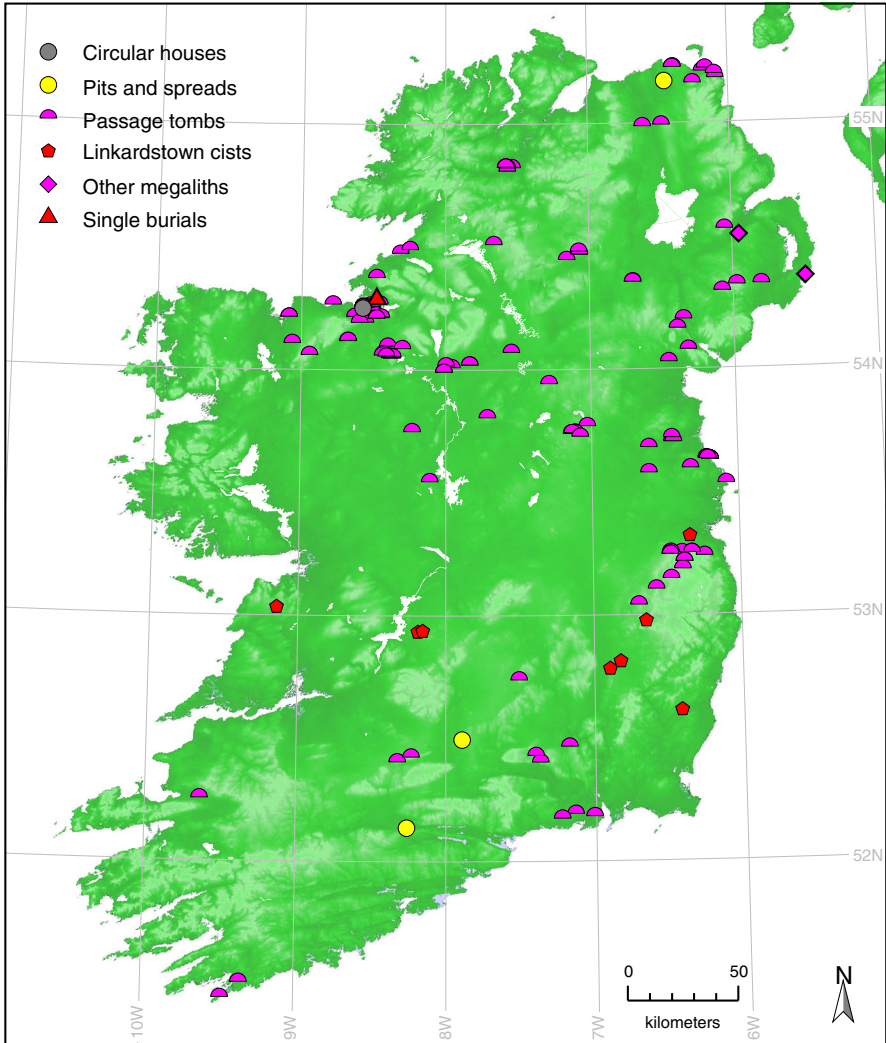 Circular houses
Pits and spreads
Passage tombs
Linkardstown cists
Other megaliths
Single burials
55N
54N
53N
52N
10W
9W
8W
7W
6W
0 50
kilometers
N